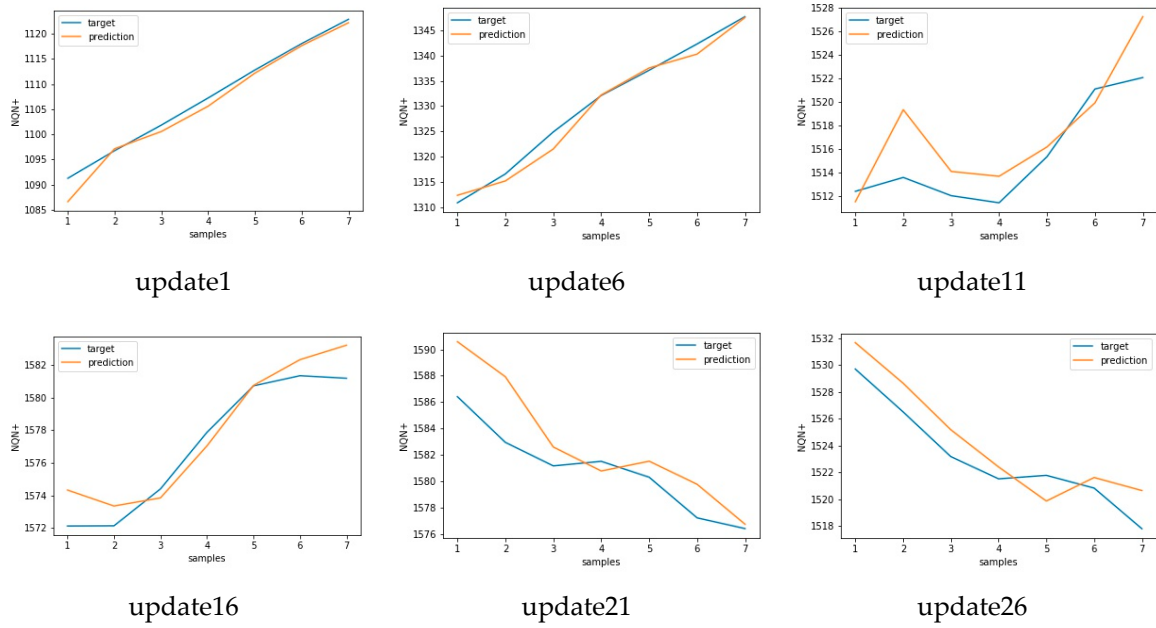 target
prediction
1120
1115
1110
1105
1100
1095
1090
1085
NQN+
1 2 3 4 5 6 7
samples
update1
target
prediction
1345
1340
1335
1330
1325
1320
1315
1310
NQN+
1 2 3 4 5 6 7
samples
update6
target
prediction
1528
1526
1524
1522
1520
1518
1516
1514
1512
NQN+
1 2 3 4 5 6 7
samples
update11
target
prediction
1582
1580
1578
1576
1574
1572
NQN+
1 2 3 4 5 6 7
samples
update16
target
prediction
1590
1588
1586
1584
1582
1580
1578
1576
NQN+
1 2 3 4 5 6 7
samples
update21
target
prediction
1532
1530
1528
1526
1524
1522
1520
1518
NQN+
1 2 3 4 5 6 7
samples
update26